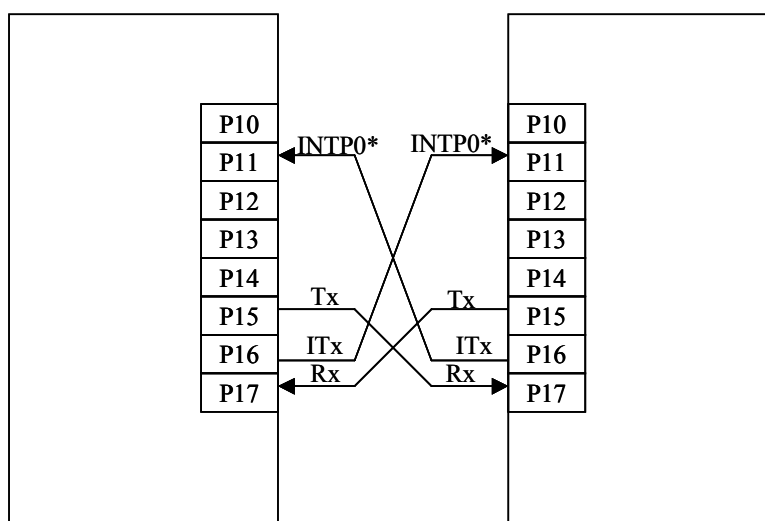 P10 P10
INTP0* INTP0*
P11 P11
P12 P12
P13 P13
P14 P14
Tx Tx
P15 P15
ITx ITx
P16 P16
Rx Rx
P17 P17